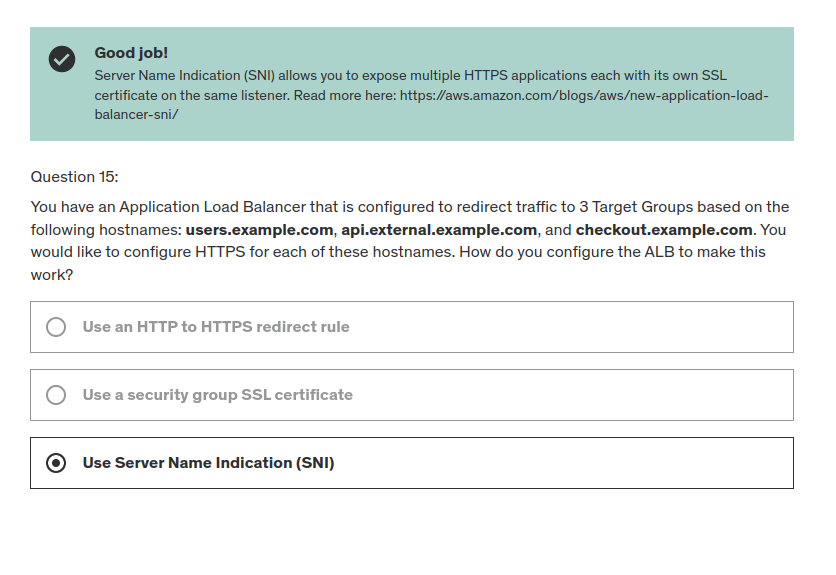 Good job!
Server Name Indication (SNI) allows you to expose multiple HTTPS applications each with its own SSL
certificate on the same listener. Read more here: https://aws.amazon.com/blogs/aws/new-application-load-
balancer-sni/
Question 15:
You have an Application Load Balancer that is configured to redirect traffic to 3 Target Groups based on the
following hostnames: users.example.com, api.external.example.com, and checkout.example.com. You
would like to configure HTTPS for each of these hostnames. How do you configure the ALB to make this
work?
Use an HTTP to HTTPS redirect rule
Use a security group SSL certificate
Use Server Name Indication (SNI)